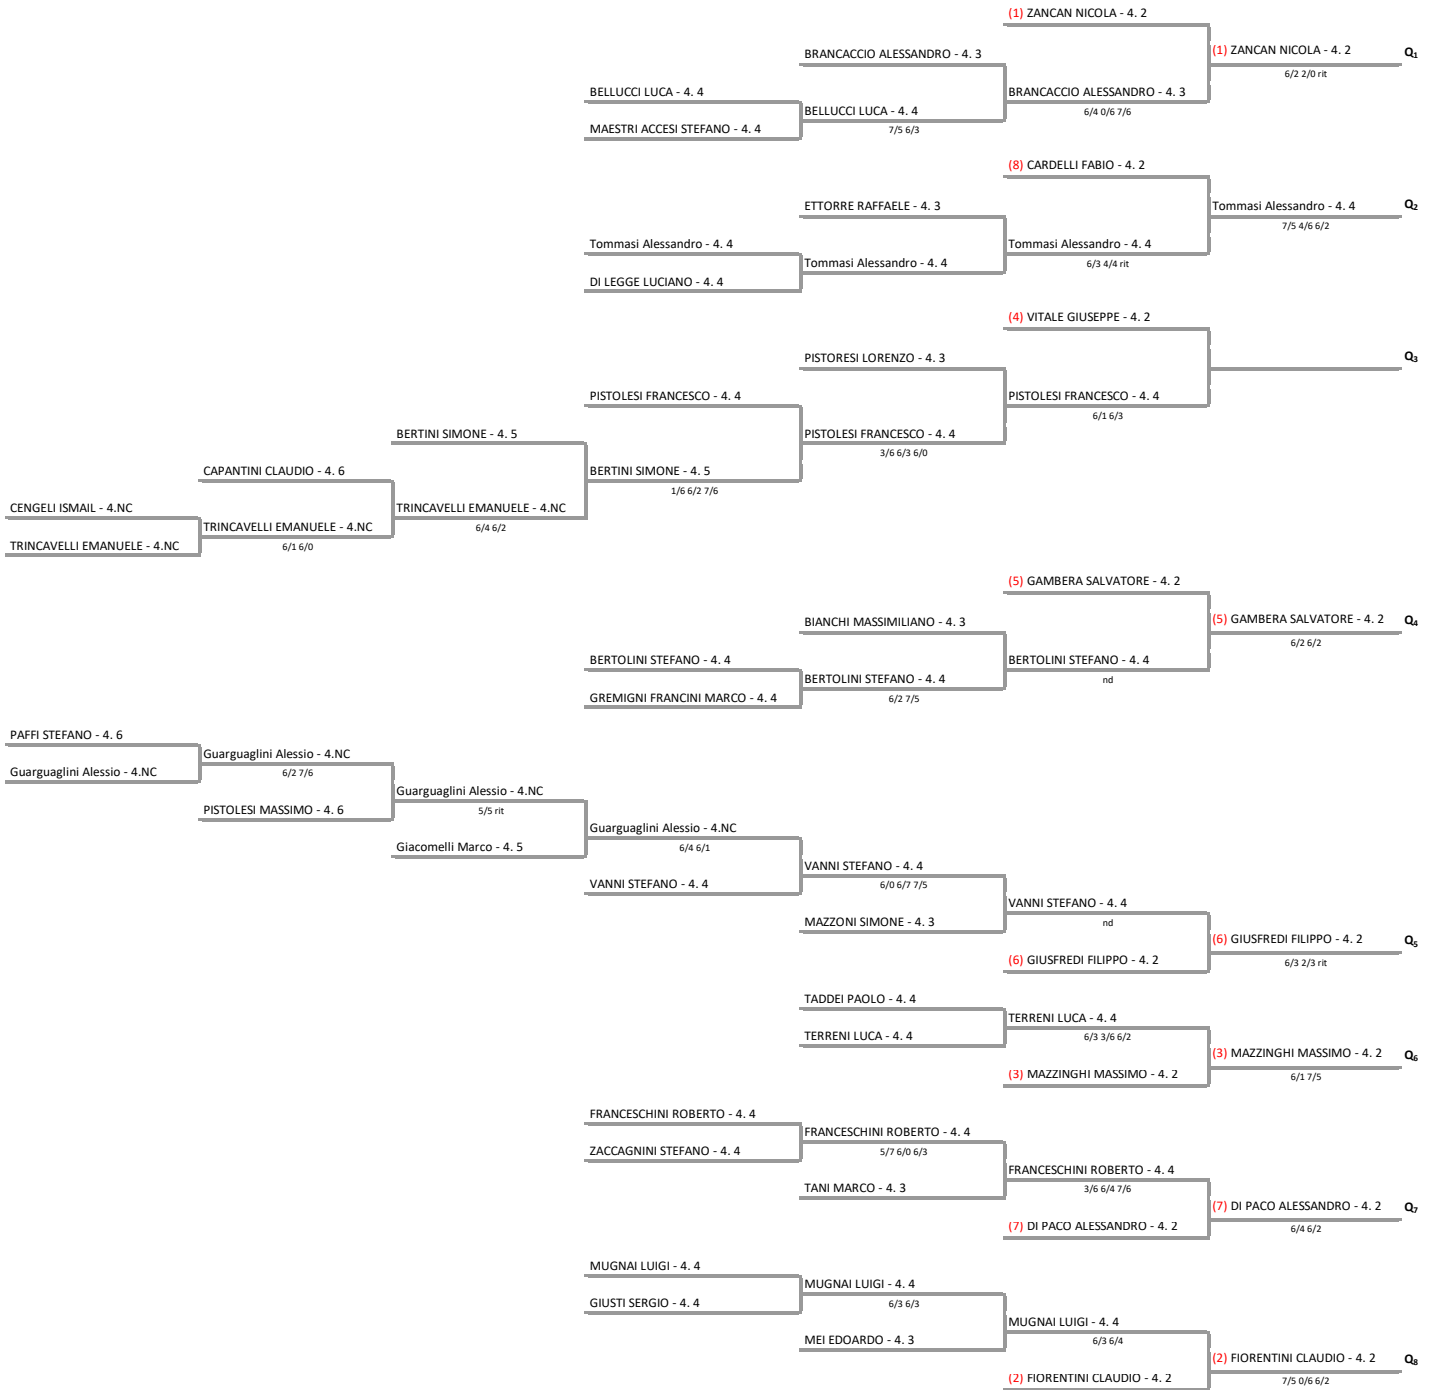 (1) ZANCAN NICOLA - 4. 2
BRANCACCIO ALESSANDRO - 4. 3
(1) ZANCAN NICOLA - 4. 2
Q1
6/2 2/0 rit
BELLUCCI LUCA - 4. 4
BRANCACCIO ALESSANDRO - 4. 3
6/4 0/6 7/6
BELLUCCI LUCA - 4. 4
7/5 6/3
MAESTRI ACCESI STEFANO - 4. 4
(8) CARDELLI FABIO - 4. 2
ETTORRE RAFFAELE - 4. 3
Tommasi Alessandro - 4. 4
Q2
7/5 4/6 6/2
Tommasi Alessandro - 4. 4
Tommasi Alessandro - 4. 4
6/3 4/4 rit
Tommasi Alessandro - 4. 4
DI LEGGE LUCIANO - 4. 4
(4) VITALE GIUSEPPE - 4. 2
PISTORESI LORENZO - 4. 3
Q3
PISTOLESI FRANCESCO - 4. 4
PISTOLESI FRANCESCO - 4. 4
6/1 6/3
BERTINI SIMONE - 4. 5
PISTOLESI FRANCESCO - 4. 4
3/6 6/3 6/0
CAPANTINI CLAUDIO - 4. 6
BERTINI SIMONE - 4. 5
1/6 6/2 7/6
CENGELI ISMAIL - 4.NC
TRINCAVELLI EMANUELE - 4.NC
6/4 6/2
TRINCAVELLI EMANUELE - 4.NC
6/1 6/0
TRINCAVELLI EMANUELE - 4.NC
(5) GAMBERA SALVATORE - 4. 2
BIANCHI MASSIMILIANO - 4. 3
(5) GAMBERA SALVATORE - 4. 2
Q4
6/2 6/2
BERTOLINI STEFANO - 4. 4
BERTOLINI STEFANO - 4. 4
nd
BERTOLINI STEFANO - 4. 4
6/2 7/5
GREMIGNI FRANCINI MARCO - 4. 4
PAFFI STEFANO - 4. 6
Guarguaglini Alessio - 4.NC
6/2 7/6
Guarguaglini Alessio - 4.NC
Guarguaglini Alessio - 4.NC
5/5 rit
PISTOLESI MASSIMO - 4. 6
Guarguaglini Alessio - 4.NC
6/4 6/1
Giacomelli Marco - 4. 5
VANNI STEFANO - 4. 4
6/0 6/7 7/5
VANNI STEFANO - 4. 4
VANNI STEFANO - 4. 4
nd
MAZZONI SIMONE - 4. 3
(6) GIUSFREDI FILIPPO - 4. 2
Q5
6/3 2/3 rit
(6) GIUSFREDI FILIPPO - 4. 2
TADDEI PAOLO - 4. 4
TERRENI LUCA - 4. 4
6/3 3/6 6/2
TERRENI LUCA - 4. 4
(3) MAZZINGHI MASSIMO - 4. 2
Q6
6/1 7/5
(3) MAZZINGHI MASSIMO - 4. 2
FRANCESCHINI ROBERTO - 4. 4
FRANCESCHINI ROBERTO - 4. 4
5/7 6/0 6/3
ZACCAGNINI STEFANO - 4. 4
FRANCESCHINI ROBERTO - 4. 4
3/6 6/4 7/6
TANI MARCO - 4. 3
(7) DI PACO ALESSANDRO - 4. 2
Q7
6/4 6/2
(7) DI PACO ALESSANDRO - 4. 2
MUGNAI LUIGI - 4. 4
MUGNAI LUIGI - 4. 4
6/3 6/3
GIUSTI SERGIO - 4. 4
MUGNAI LUIGI - 4. 4
6/3 6/4
MEI EDOARDO - 4. 3
(2) FIORENTINI CLAUDIO - 4. 2
Q8
7/5 0/6 6/2
(2) FIORENTINI CLAUDIO - 4. 2